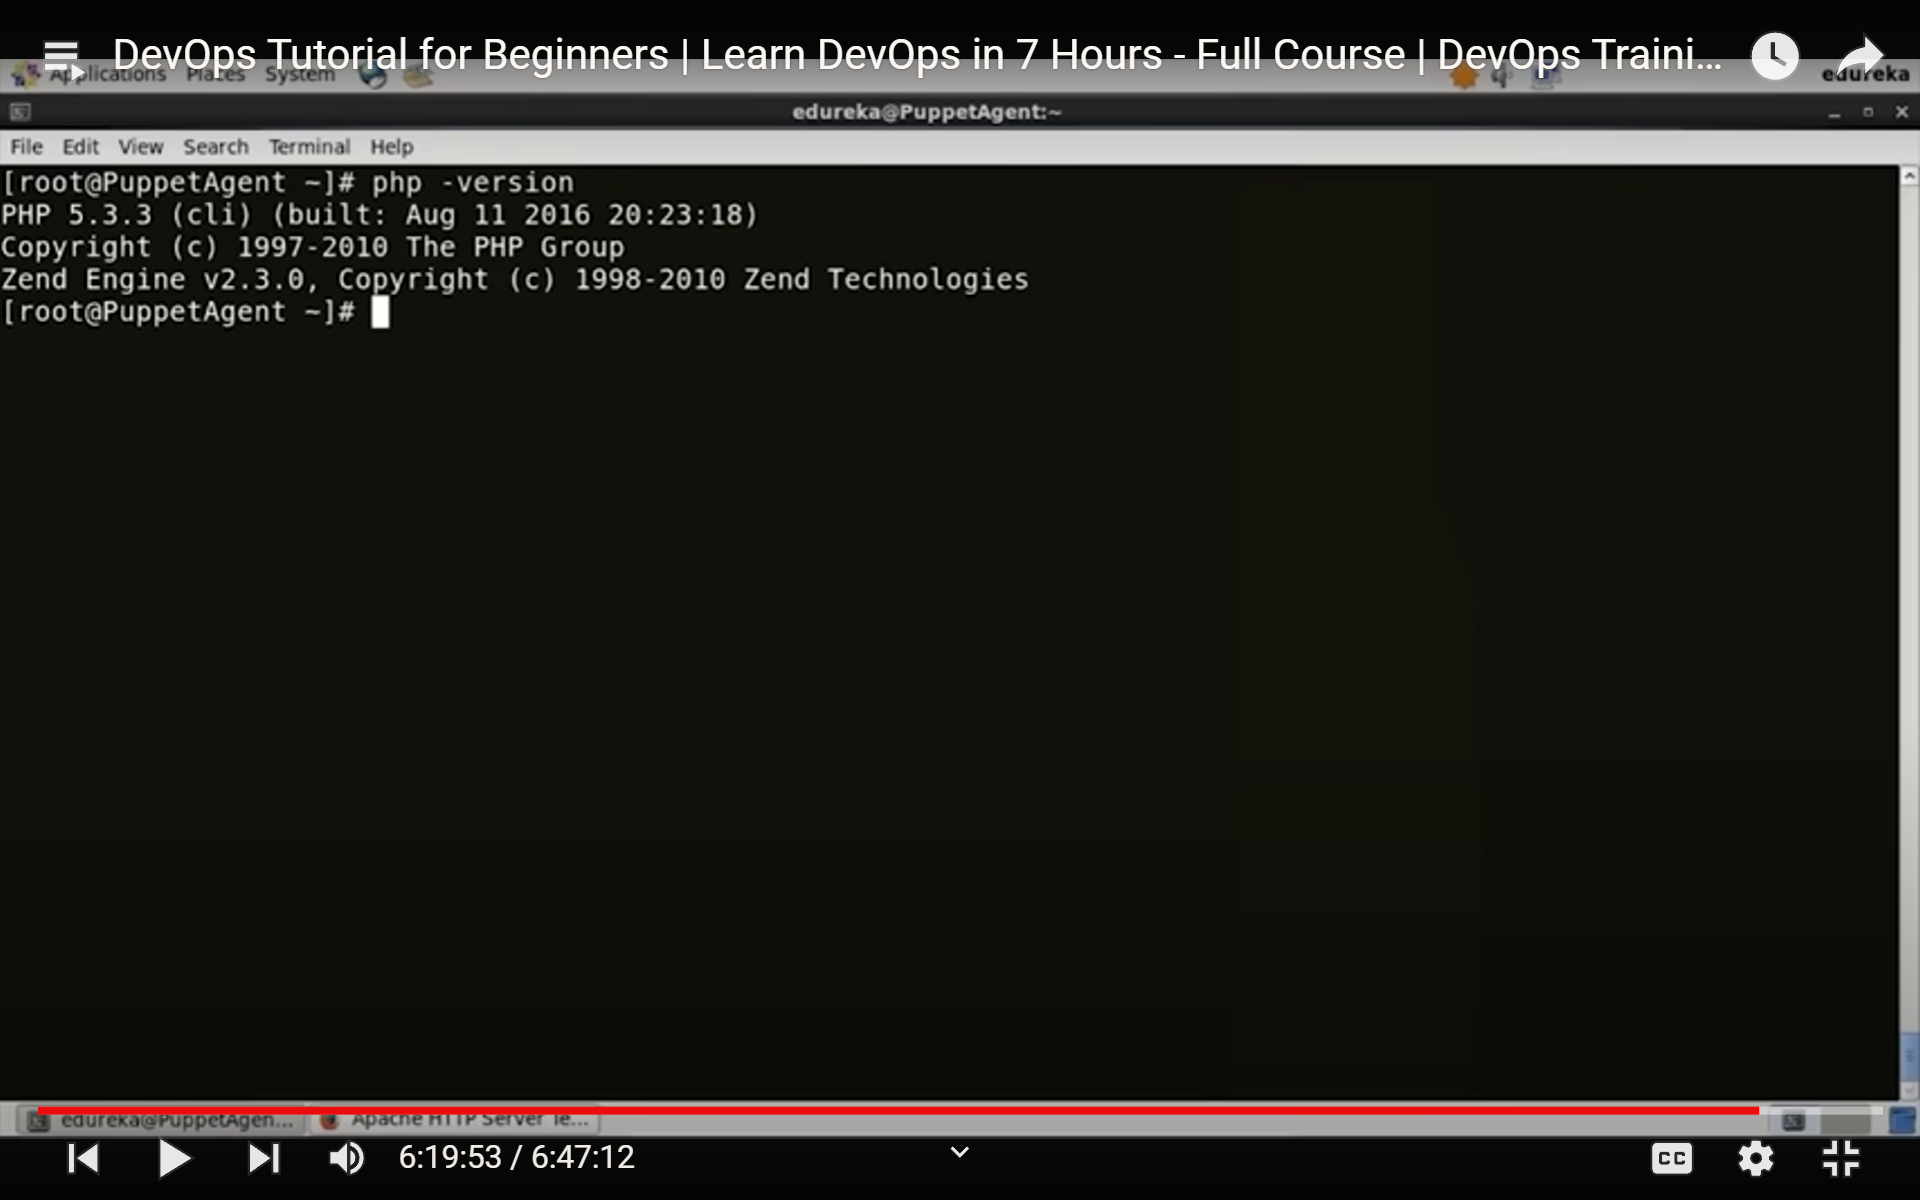 DevOps Tutorial for Beginners | Learn DevOps in 7 Hours - Full Course | DevOps Traini...
Applications Places System edureka
edureka@PuppetAgent:~
File Edit View Search Terminal Help
[root@PuppetAgent ~]# php -version
PHP 5.3.3 (cli) (built: Aug 11 2016 20:23:18)
Copyright (c) 1997-2010 The PHP Group
Zend Engine v2.3.0, Copyright (c) 1998-2010 Zend Technologies
[root@PuppetAgent ~]#
edureka@PuppetAgen... Apache HTTP Server Te...
6:19:53 / 6:47:12 CC